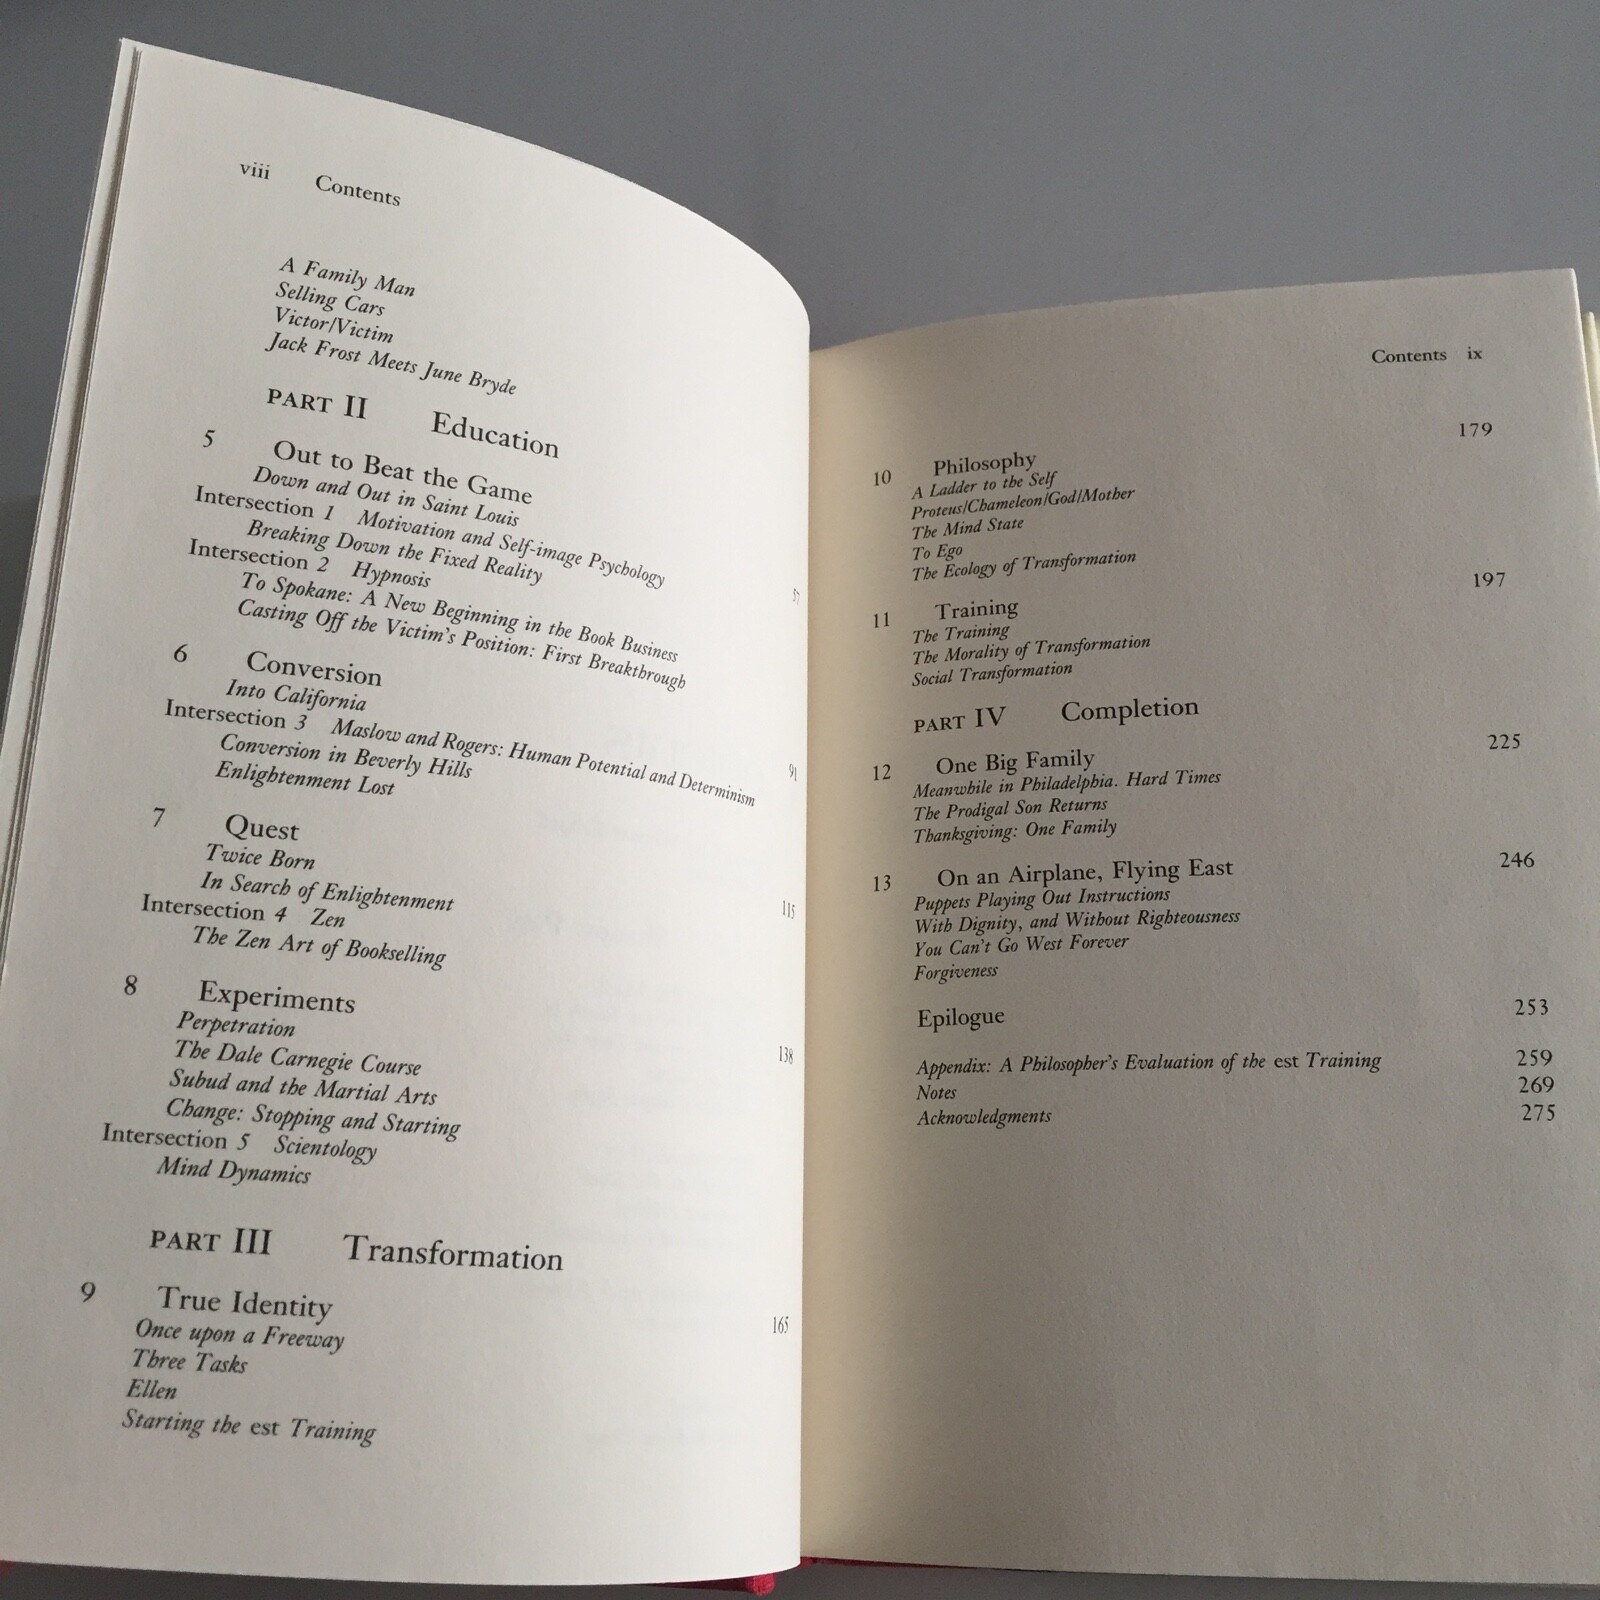 viii Contents
A Family Man
Selling Cars
Victor/Victim
Jack Frost Meets June Bryde
PART II Education
5 Out to Beat the Game 57
Down and Out in Saint Louis
Intersection 1 Motivation and Self-image Psychology
Breaking Down the Fixed Reality
Intersection 2 Hypnosis
To Spokane: A New Beginning in the Book Business
Casting Off the Victim's Position: First Breakthrough
6 Conversion 91
Into California
Intersection 3 Maslow and Rogers: Human Potential and Determinism
Conversion in Beverly Hills
Enlightenment Lost
7 Quest 115
Twice Born
In Search of Enlightenment
Intersection 4 Zen
The Zen Art of Bookselling
8 Experiments 138
Perpetration
The Dale Carnegie Course
Subud and the Martial Arts
Change: Stopping and Starting
Intersection 5 Scientology
Mind Dynamics
PART III Transformation
9 True Identity 165
Once upon a Freeway
Three Tasks
Ellen
Starting the est Training
Contents ix
10 Philosophy 179
A Ladder to the Self
Proteus/Chameleon/God/Mother
The Mind State
To Ego
The Ecology of Transformation
11 Training 197
The Training
The Morality of Transformation
Social Transformation
PART IV Completion
12 One Big Family 225
Meanwhile in Philadelphia. Hard Times
The Prodigal Son Returns
Thanksgiving: One Family
13 On an Airplane, Flying East 246
Puppets Playing Out Instructions
With Dignity, and Without Righteousness
You Can't Go West Forever
Forgiveness
Epilogue 253
Appendix: A Philosopher's Evaluation of the est Training 259
Notes 269
Acknowledgments 275